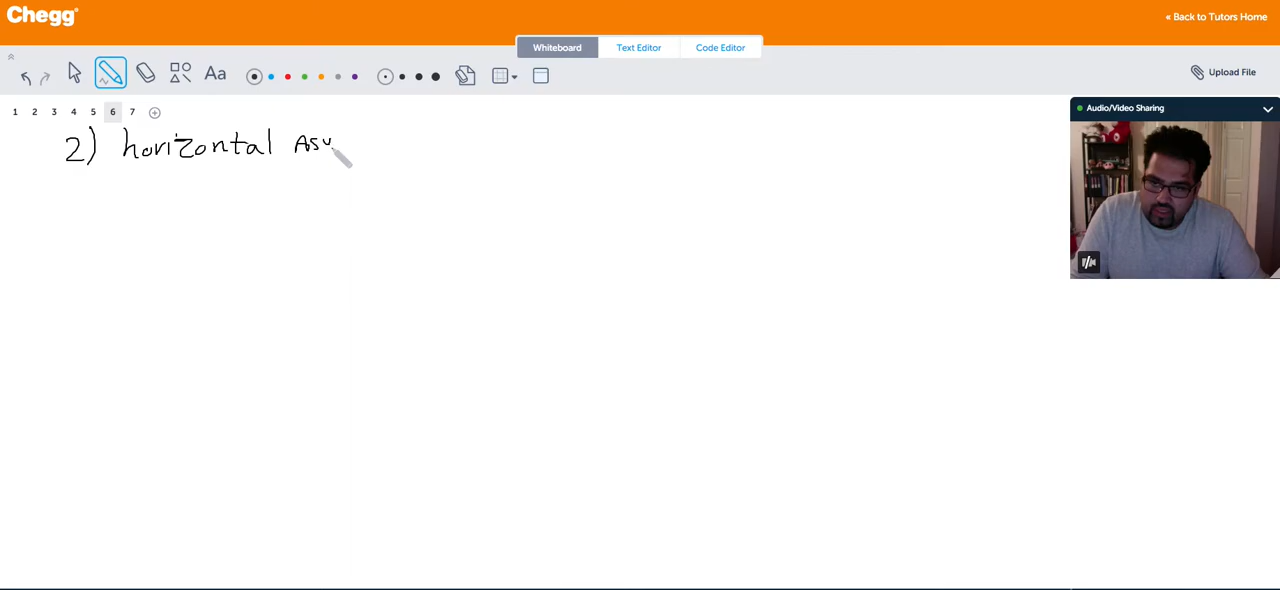 Chegg
« Back to Tutors Home
Whiteboard Text Editor Code Editor
Aa
Upload File
1 2 3 4 5 6 7
Audio/Video Sharing
2) horizontal Asy